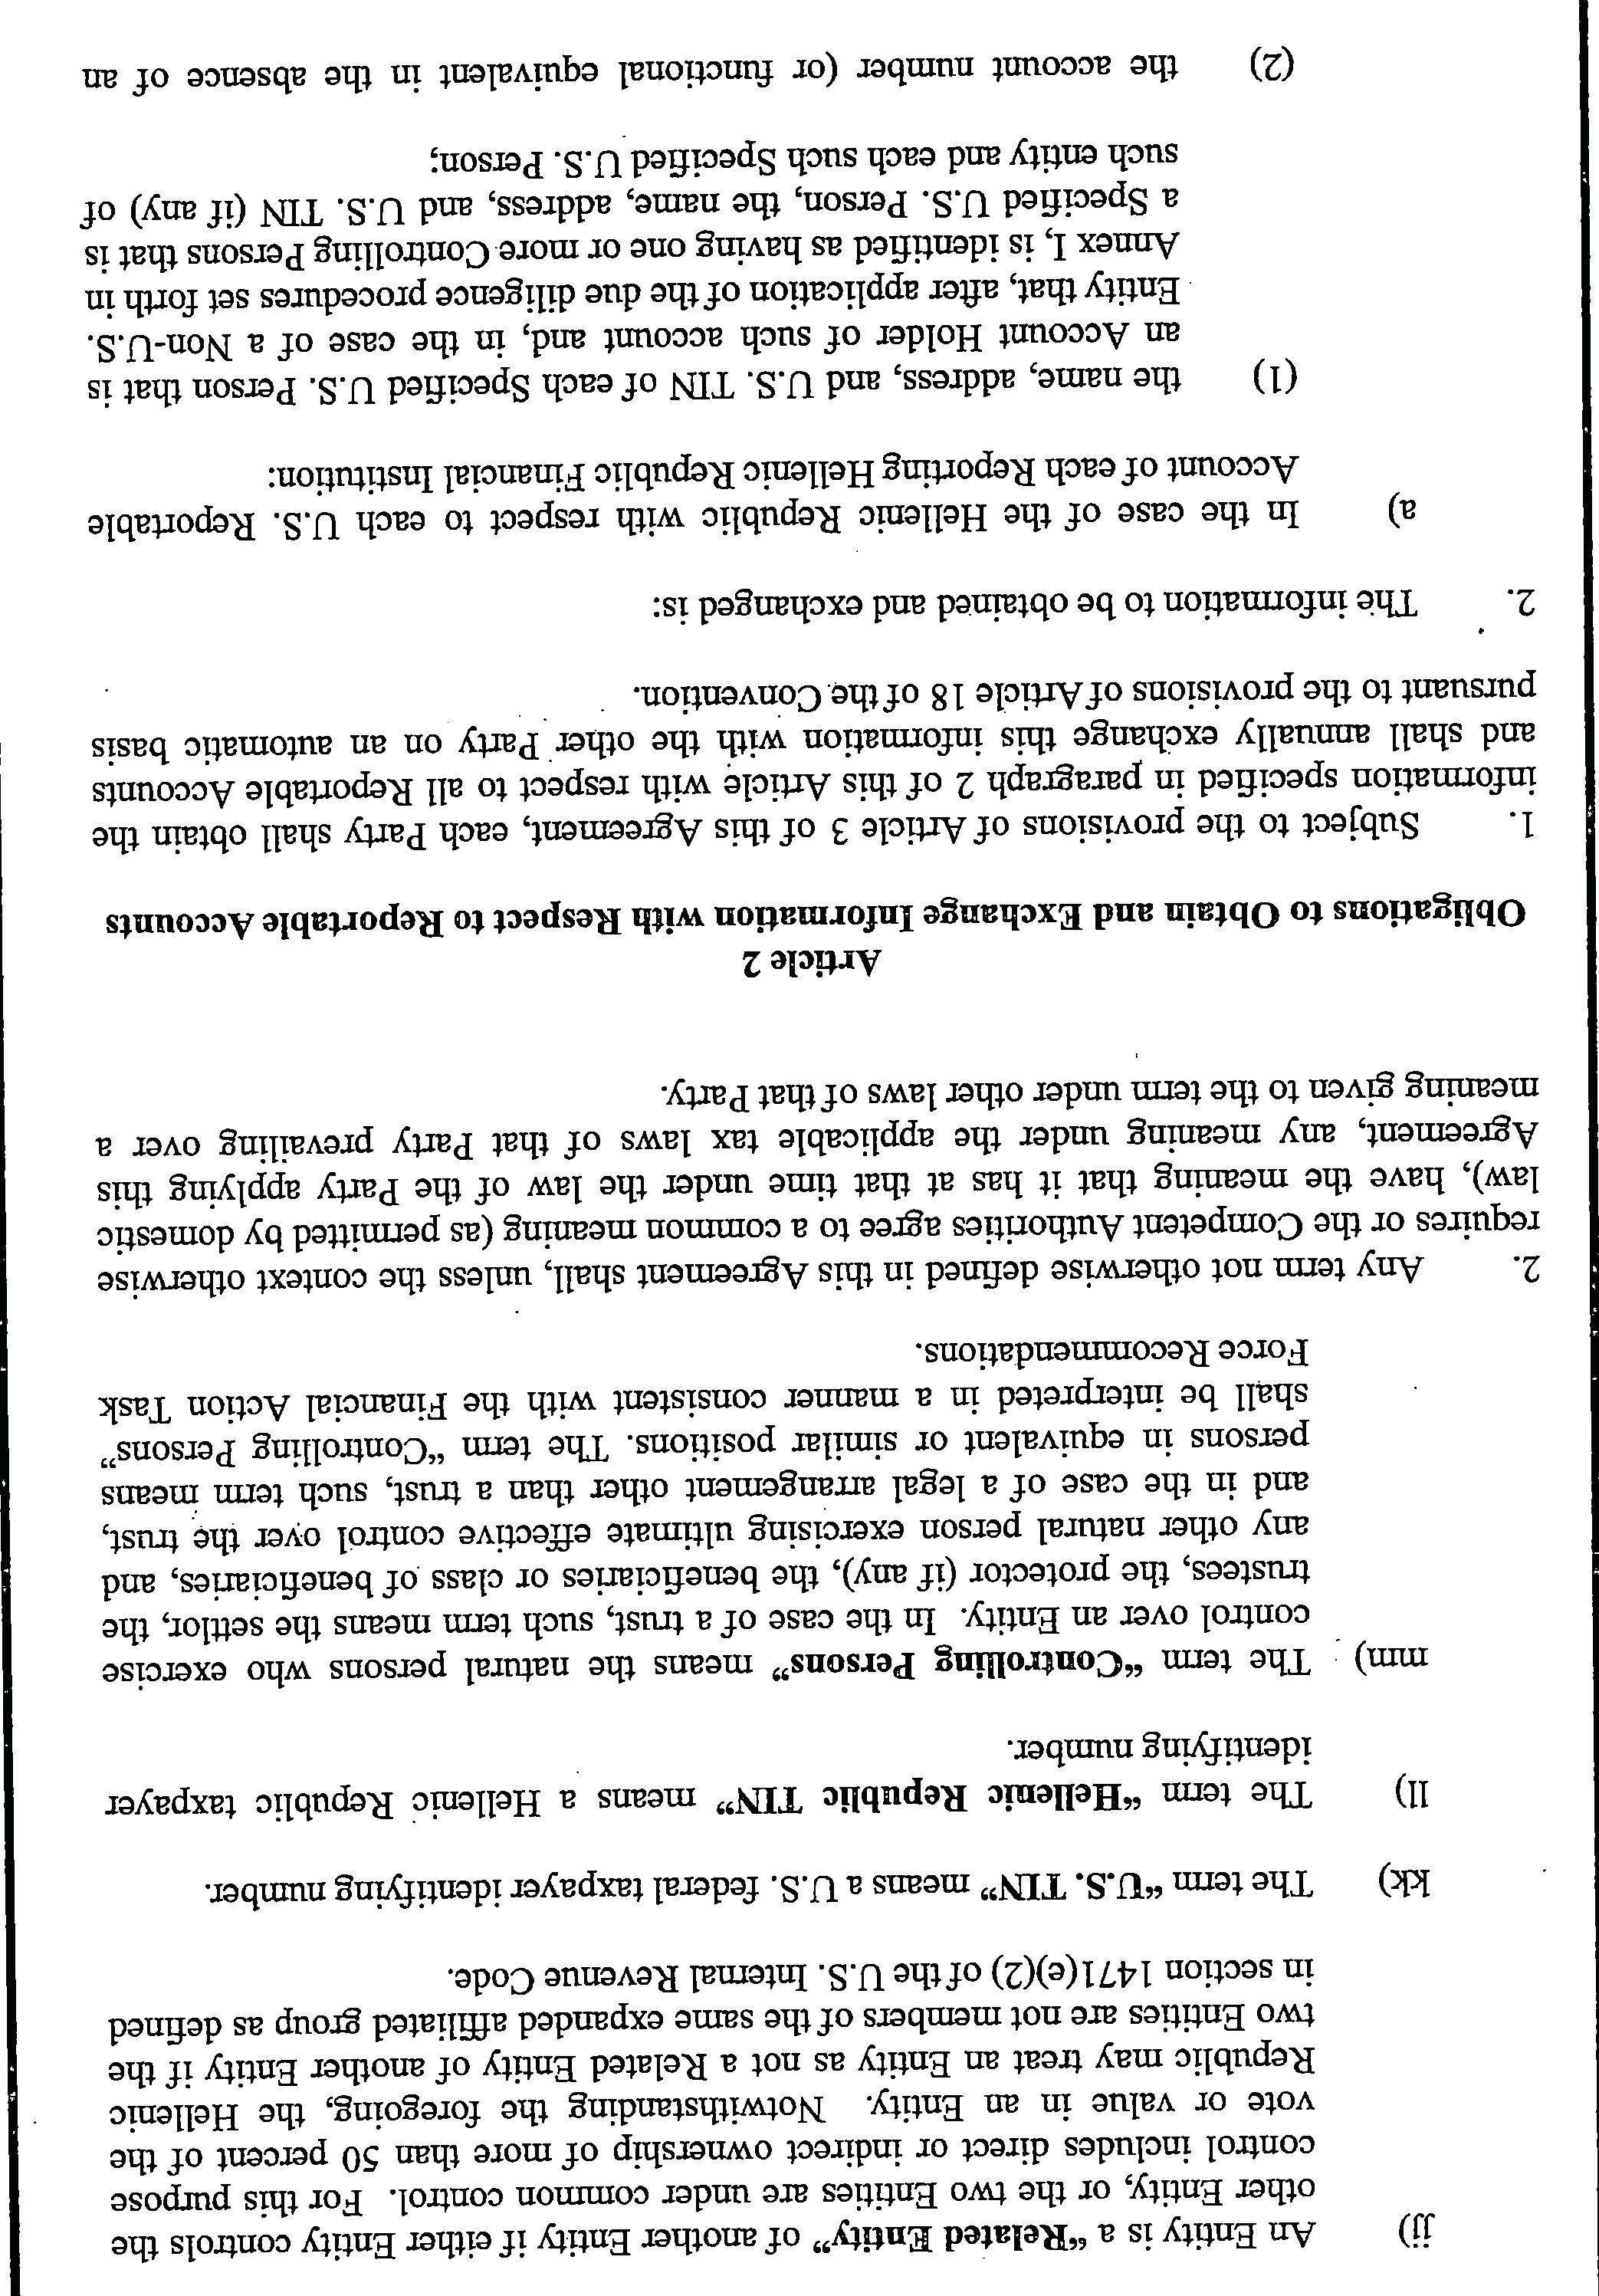 jj) An Entity is a “Related Entity” of another Entity if either Entity controls the
other Entity, or the two Entities are under common control. For this purpose
control includes direct or indirect ownership of more than 50 percent of the
vote or value in an Entity. Notwithstanding the foregoing, the Hellenic
Republic may treat an Entity as not a Related Entity of another Entity if the
two Entities are not members of the same expanded affiliated group as defined
in section 1471(e)(2) of the U.S. Internal Revenue Code.
kk) The term “U.S. TIN” means a U.S. federal taxpayer identifying number.
ll) The term “Hellenic Republic TIN” means a Hellenic Republic taxpayer
identifying number.
mm) The term “Controlling Persons” means the natural persons who exercise
control over an Entity. In the case of a trust, such term means the settlor, the
trustees, the protector (if any), the beneficiaries or class of beneficiaries, and
any other natural person exercising ultimate effective control over the trust,
and in the case of a legal arrangement other than a trust, such term means
persons in equivalent or similar positions. The term “Controlling Persons”
shall be interpreted in a manner consistent with the Financial Action Task
Force Recommendations.
2. Any term not otherwise defined in this Agreement shall, unless the context otherwise
requires or the Competent Authorities agree to a common meaning (as permitted by domestic
law), have the meaning that it has at that time under the law of the Party applying this
Agreement, any meaning under the applicable tax laws of that Party prevailing over a
meaning given to the term under other laws of that Party.
Article 2
Obligations to Obtain and Exchange Information with Respect to Reportable Accounts
1. Subject to the provisions of Article 3 of this Agreement, each Party shall obtain the
information specified in paragraph 2 of this Article with respect to all Reportable Accounts
and shall annually exchange this information with the other Party on an automatic basis
pursuant to the provisions of Article 18 of the Convention.
2. The information to be obtained and exchanged is:
a) In the case of the Hellenic Republic with respect to each U.S. Reportable
Account of each Reporting Hellenic Republic Financial Institution:
(1) the name, address, and U.S. TIN of each Specified U.S. Person that is
an Account Holder of such account and, in the case of a Non-U.S.
Entity that, after application of the due diligence procedures set forth in
Annex I, is identified as having one or more Controlling Persons that is
a Specified U.S. Person, the name, address, and U.S. TIN (if any) of
such entity and each such Specified U.S. Person;
(2) the account number (or functional equivalent in the absence of an